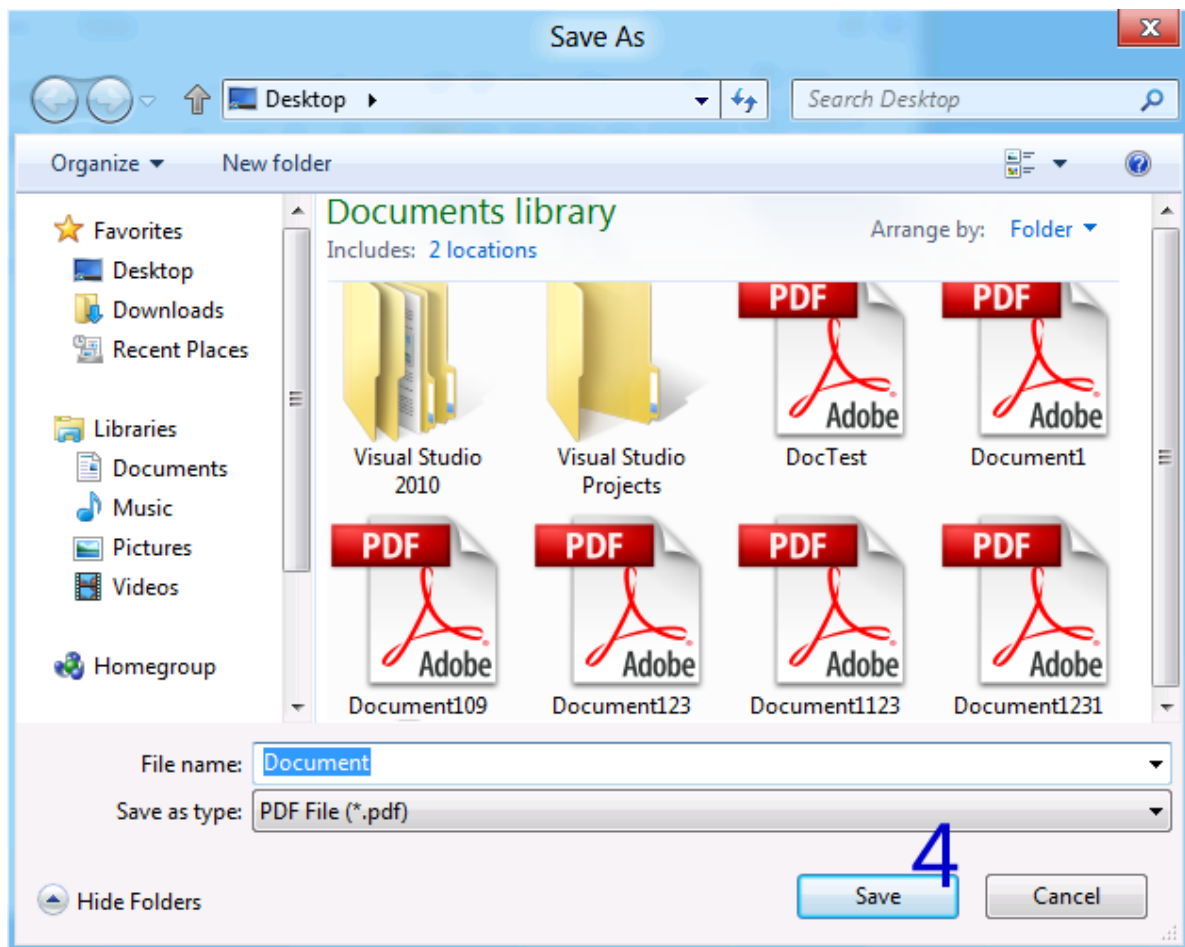 Save As
x
Desktop
Search Desktop
Organize
New folder
?
Favorites
Desktop
Downloads
Recent Places
Libraries
Documents
Music
Pictures
Videos
Homegroup
Documents library
Includes: 2 locations
Arrange by: Folder
PDF
Adobe
PDF
Adobe
Visual Studio
2010
Visual Studio
Projects
DocTest
Document1
PDF
Adobe
PDF
Adobe
PDF
Adobe
PDF
Adobe
Document109
Document123
Document1123
Document1231
File name: Document
Save as type: PDF File (*.pdf)
4
Hide Folders
Save
Cancel